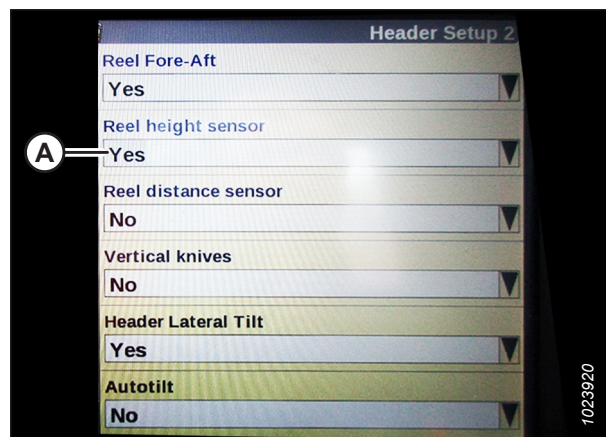 Header Setup 2
Reel Fore-Aft
Yes
Reel height sensor
A
Yes
Reel distance sensor
No
Vertical knives
No
Header Lateral Tilt
Yes
Autotilt
No
1023920